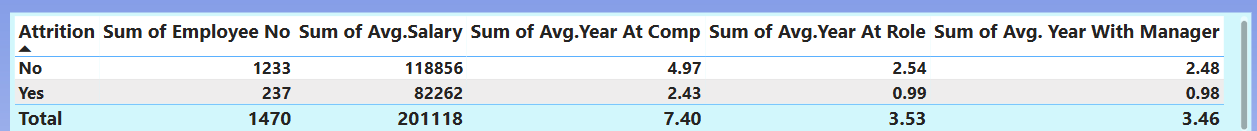 Attrition Sum of Employee No Sum of Avg.Salary Sum of Avg.Year At Comp Sum of Avg.Year At Role Sum of Avg. Year With Manager
No 1233 118856 4.97 2.54 2.48
Yes 237 82262 2.43 0.99 0.98
Total 1470 201118 7.40 3.53 3.46